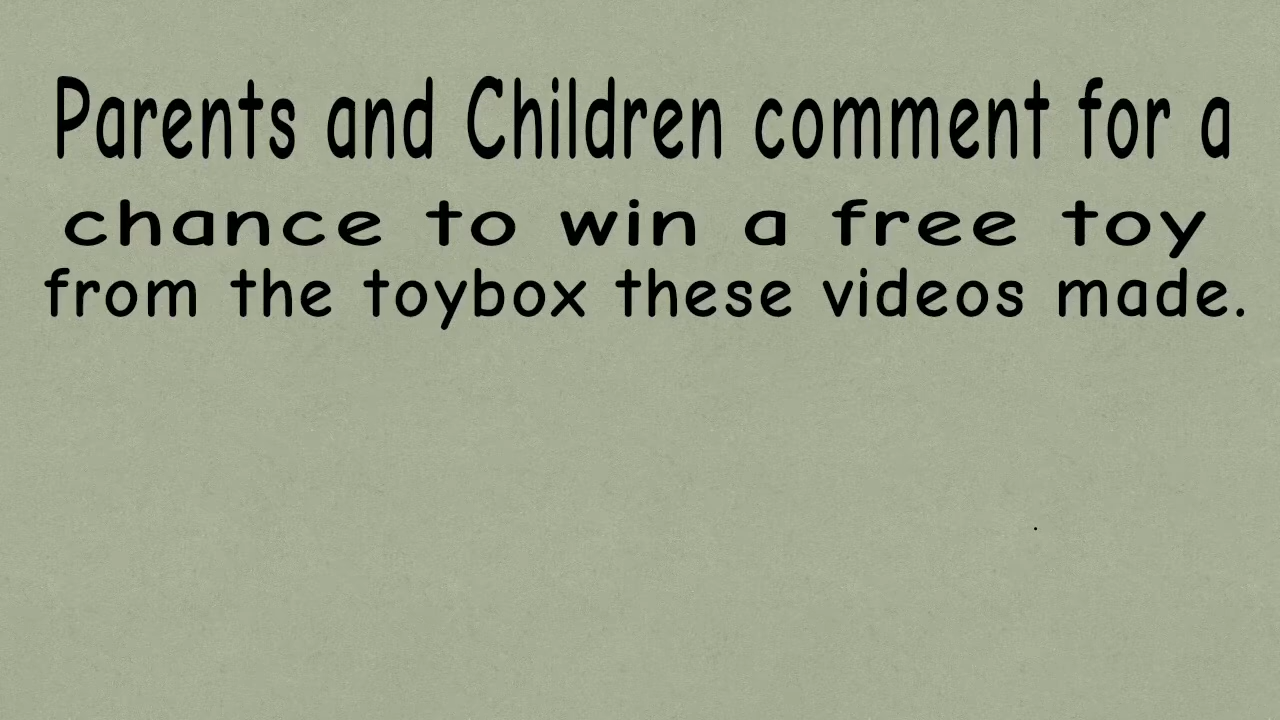 Parents and Children comment for a
chance to win a free toy
from the toybox these videos made.